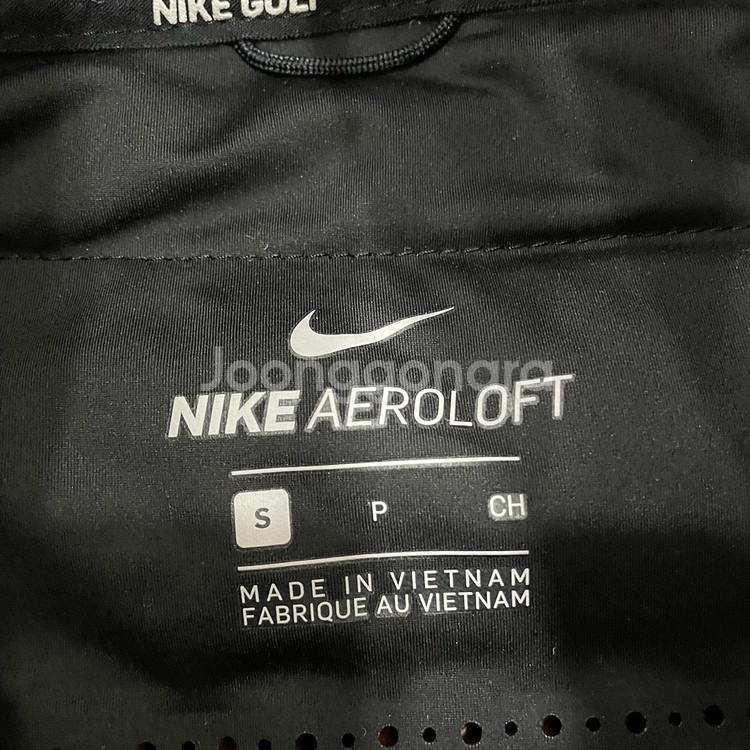 NIKE GOLF
Joonggonara
NIKE AEROLOFT
S P CH
MADE IN VIETNAM
FABRIQUE AU VIETNAM